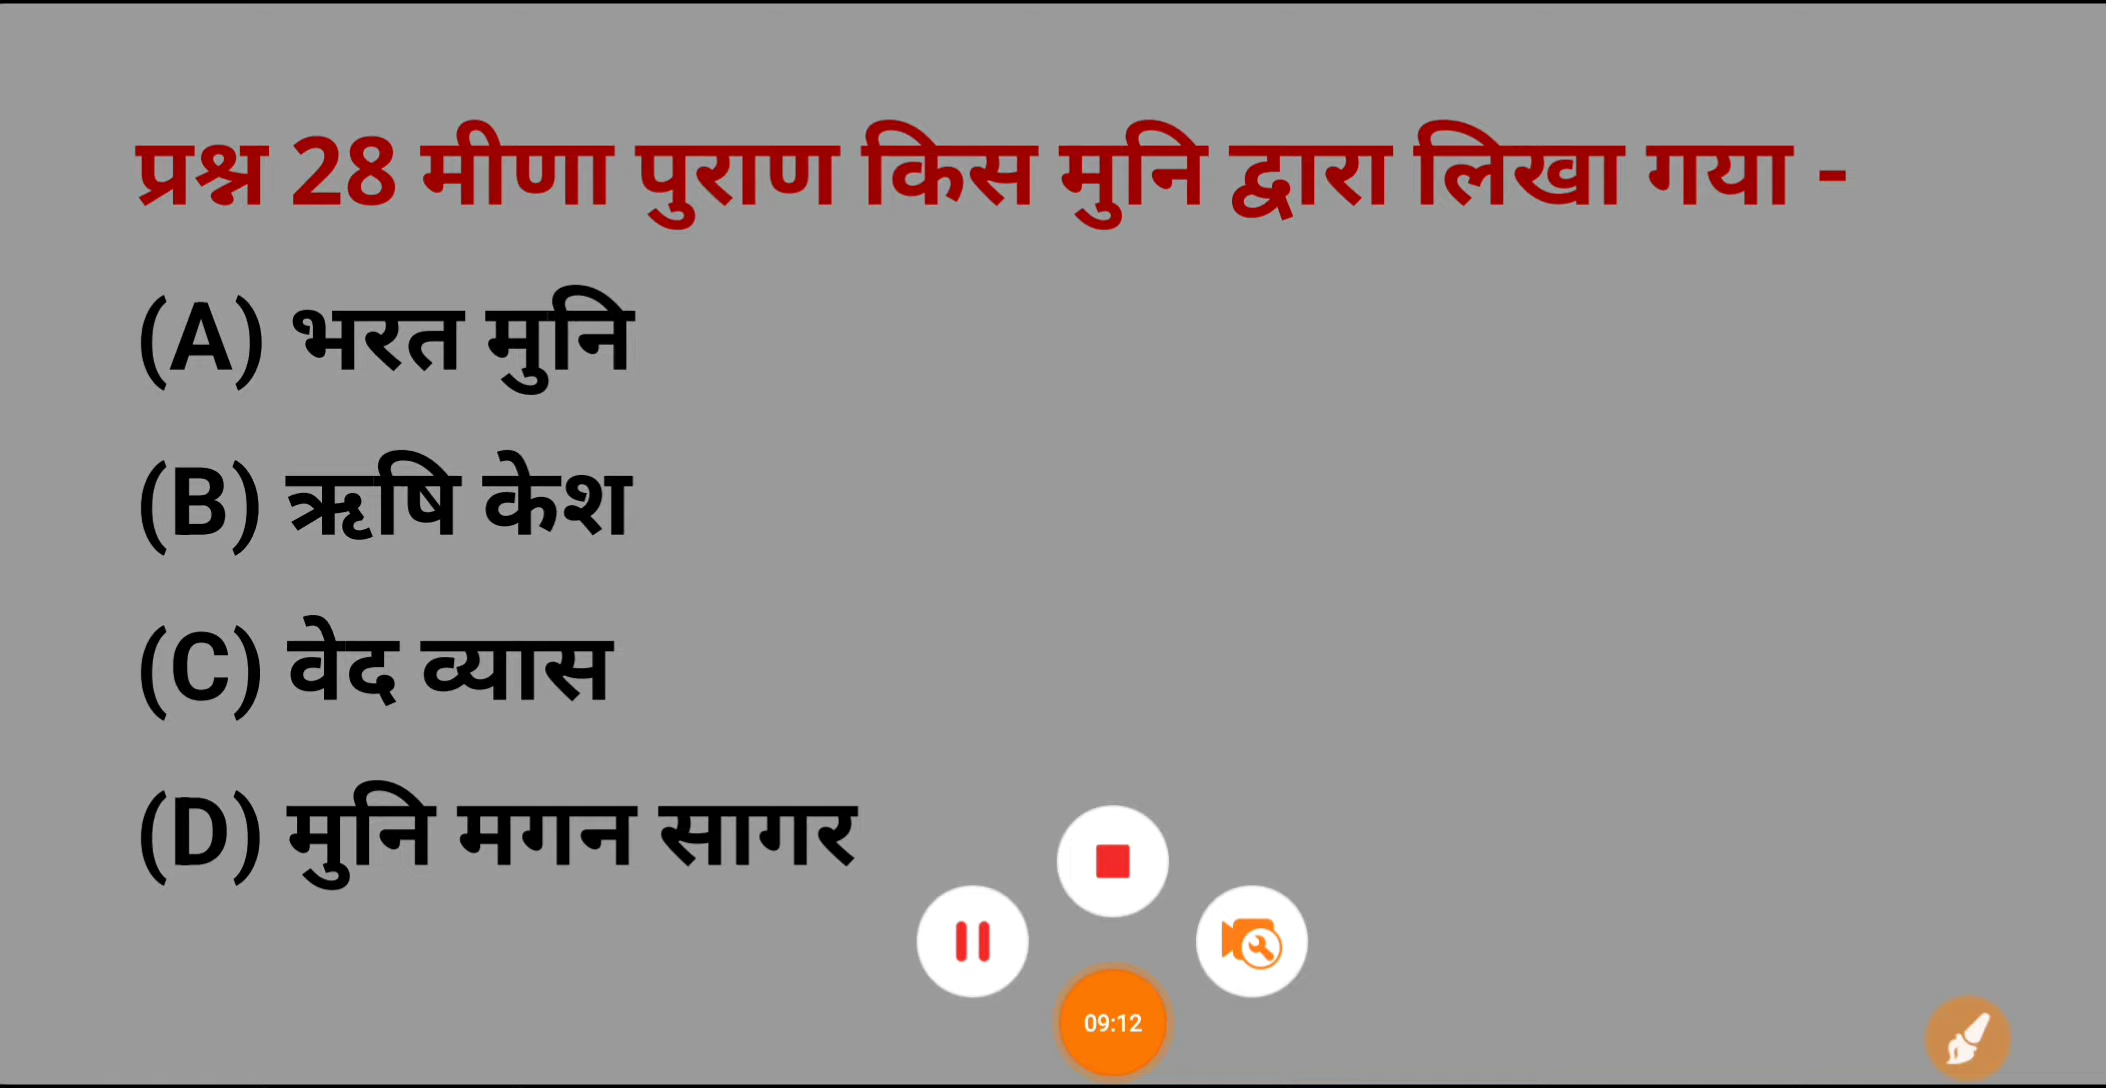 प्रश्न 28 मीणा पुराण किस मुनि द्वारा लिखा गया -
(A) भरत मुनि
(B) ऋषि केश
(C) वेद व्यास
(D) मुनि मगन सागर
09:12